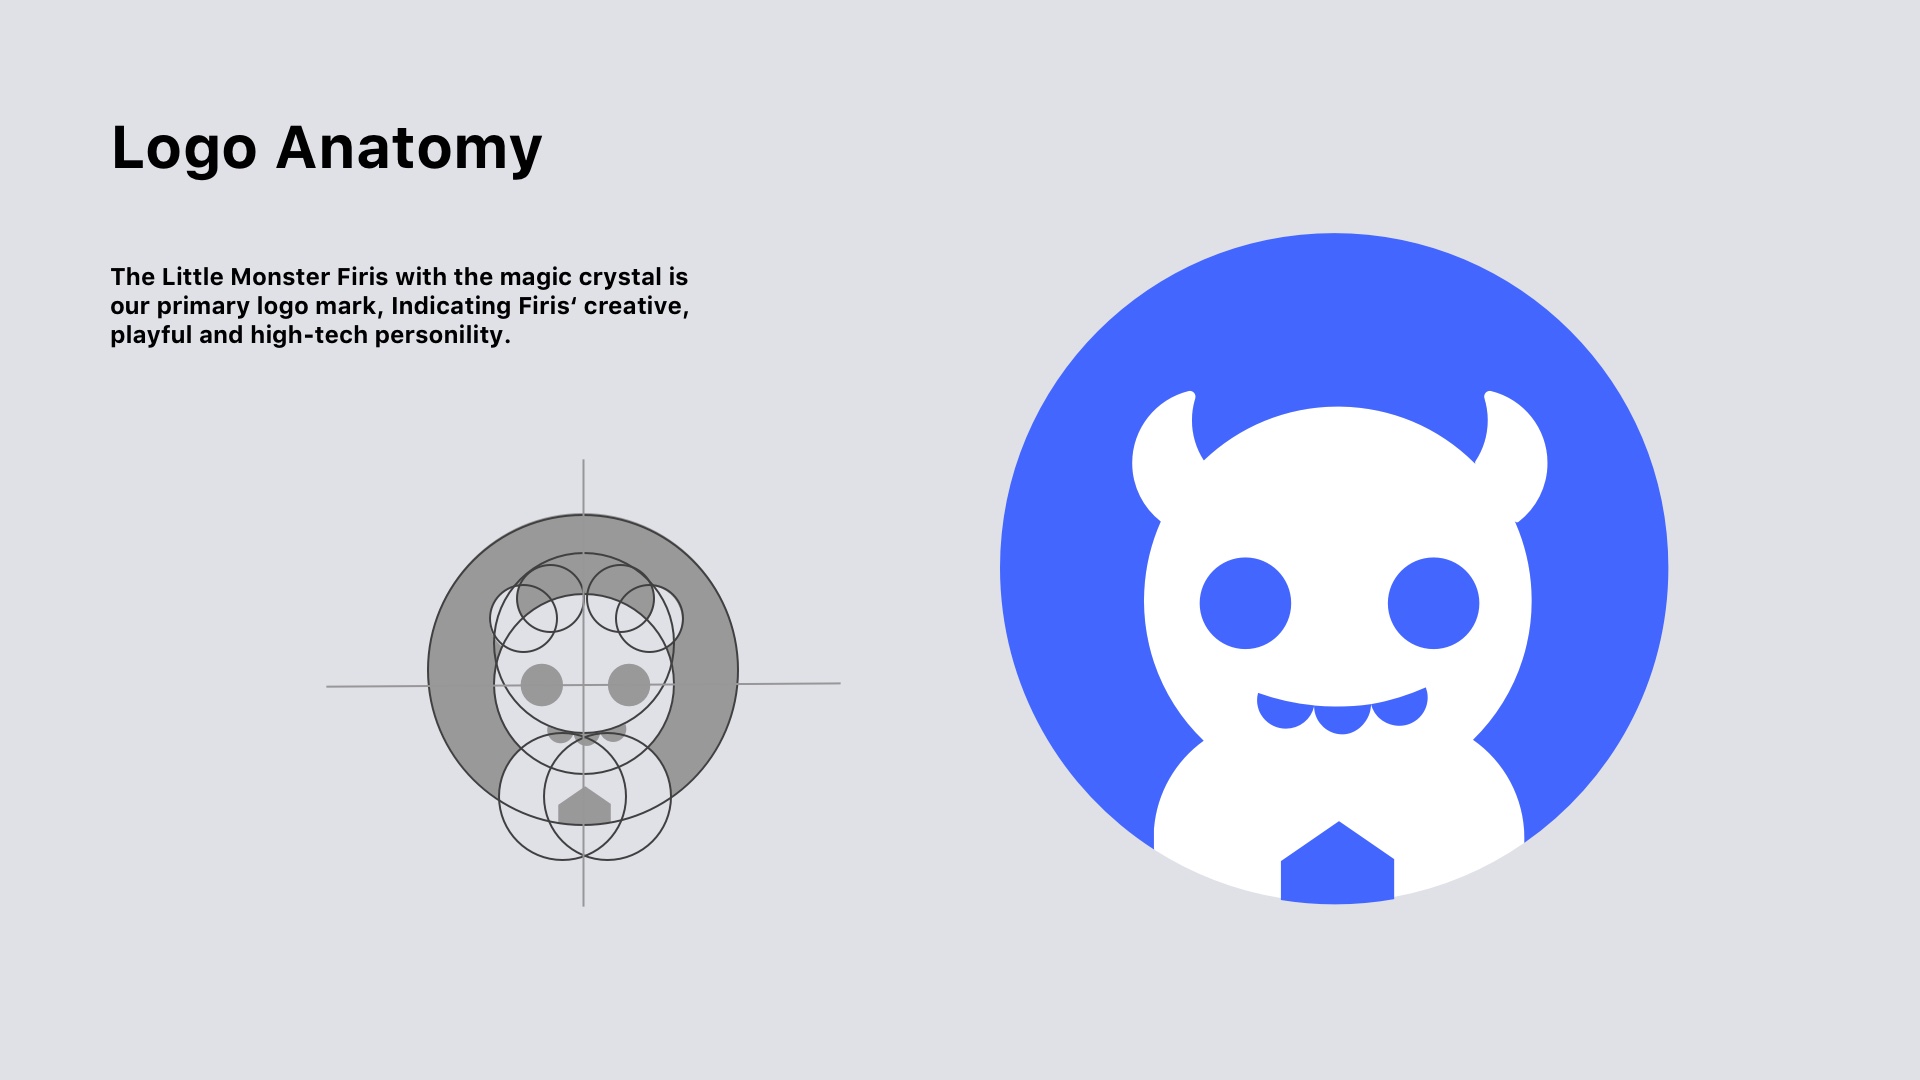 Logo Anatomy
The Little Monster Firis with the magic crystal is
our primary logo mark, Indicating Firis‘ creative,
playful and high-tech personility.